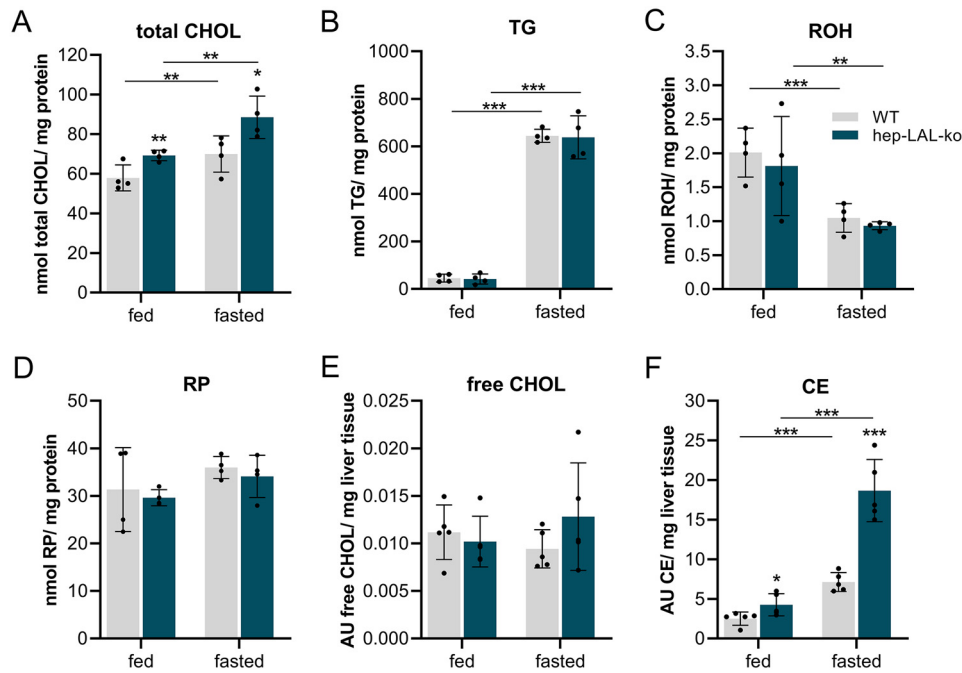 A
total CHOL
nmol total CHOL/ mg protein
120
100
80
60
40
20
0
**
**
**
*
fed
fasted
B
TG
nmol TG/ mg protein
1000
800
600
400
200
0
***
***
fed
fasted
C
ROH
nmol ROH/ mg protein
3.5
3.0
2.5
2.0
1.5
1.0
0.5
0.0
**
***
WT
hep-LAL-ko
fed
fasted
D
RP
nmol RP/ mg protein
50
40
30
20
10
0
fed
fasted
E
free CHOL
AU free CHOL/ mg liver tissue
0.025
0.020
0.015
0.010
0.005
0.000
fed
fasted
F
CE
AU CE/ mg liver tissue
30
25
20
15
10
5
0
***
***
***
*
fed
fasted